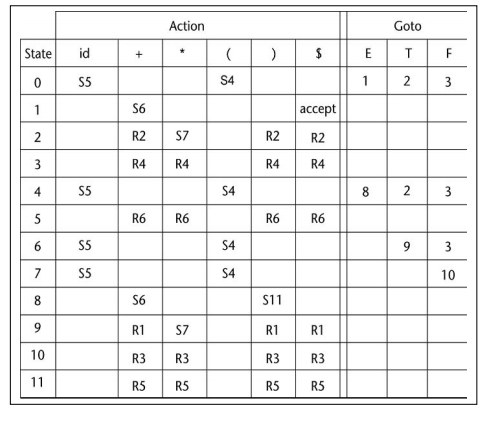 Action Goto
State id + * ( ) $ E T F
0 S5 S4 1 2 3
1 S6 accept
2 R2 S7 R2 R2
3 R4 R4 R4 R4
4 S5 S4 8 2 3
5 R6 R6 R6 R6
6 S5 S4 9 3
7 S5 S4 10
8 S6 S11
9 R1 S7 R1 R1
10 R3 R3 R3 R3
11 R5 R5 R5 R5